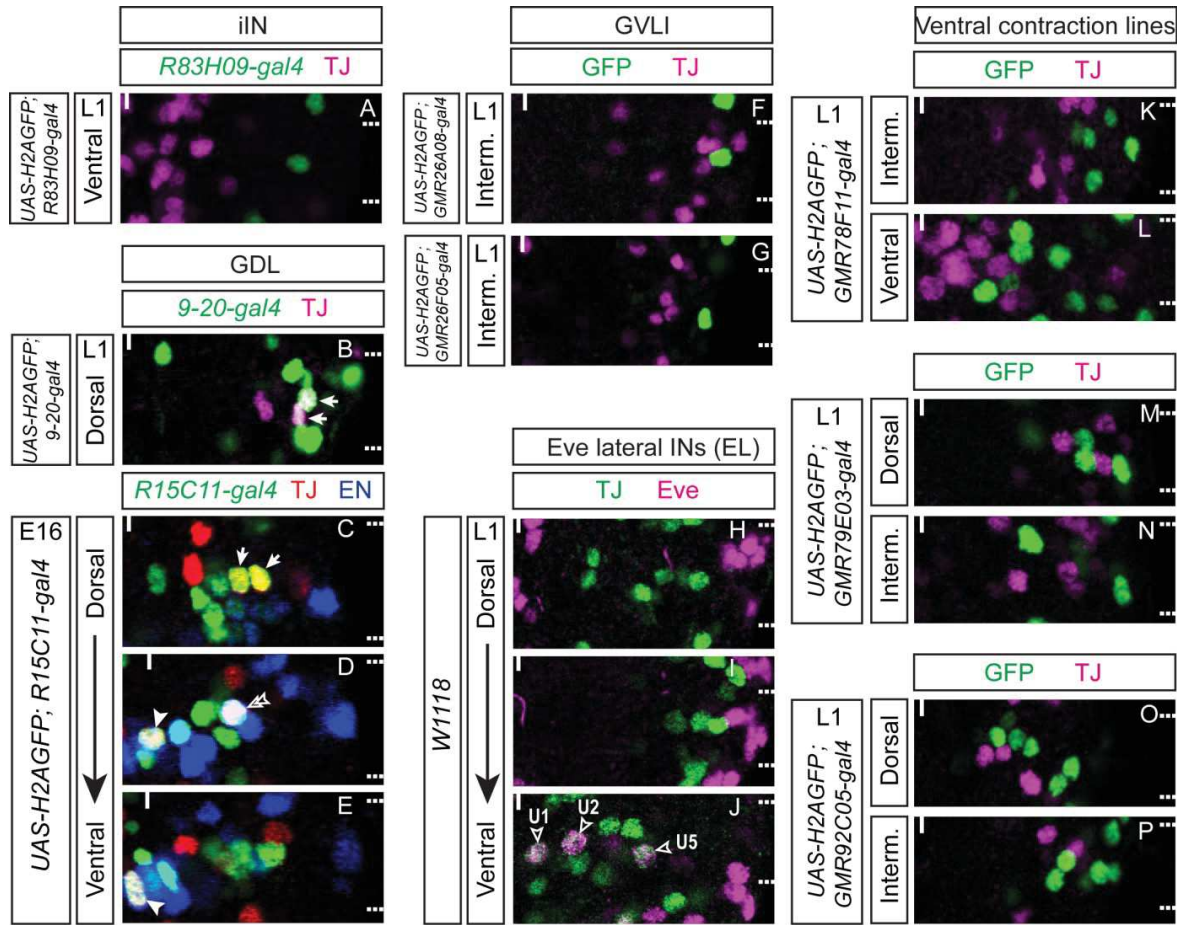 iIN
R83H09-gal4 TJ
UAS-H2AGFP;
R83H09-gal4
L1
Ventral
A
GDL
9-20-gal4 TJ
UAS-H2AGFP;
9-20-gal4
L1
Dorsal
B
R15C11-gal4 TJ EN
UAS-H2AGFP; R15C11-gal4
E16
Dorsal
Ventral
C
D
E
GVLI
GFP TJ
UAS-H2AGFP;
GMR26A08-gal4
L1
Interm.
F
UAS-H2AGFP;
GMR26F05-gal4
L1
Interm.
G
Eve lateral INs (EL)
TJ Eve
W1118
L1
Dorsal
Ventral
H
I
J
U1
U2
U5
Ventral contraction lines
GFP TJ
UAS-H2AGFP;
GMR78F11-gal4
L1
Interm.
Ventral
K
L
GFP TJ
UAS-H2AGFP;
GMR79E03-gal4
L1
Dorsal
Interm.
M
N
GFP TJ
UAS-H2AGFP;
GMR92C05-gal4
L1
Dorsal
Interm.
O
P